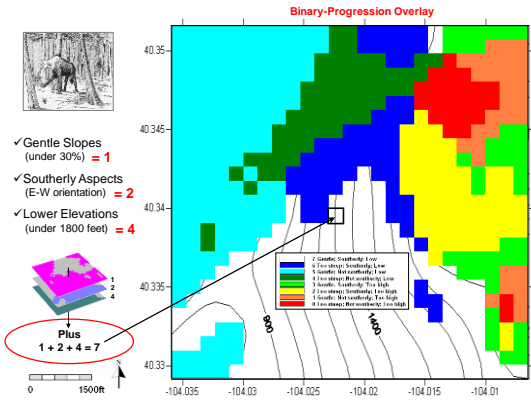 Binary-Progression Overlay
✓Gentle Slopes
(under 30%) = 1
✓Southerly Aspects
(E-W orientation) = 2
✓Lower Elevations
(under 1800 feet) = 4
1
2
4
Plus
1 + 2 + 4 = 7
0 1500ft
N
40.35
40.345
40.34
40.335
40.33
7 Gentle; Southerly; Low
6 Too steep; Southerly; Low
5 Gentle; Not southerly; Low
4 Too steep; Not southerly; Low
3 Gentle; Southerly; Too high
2 Too steep; Southerly; Too high
1 Gentle; Not southerly; Too high
0 Too steep; Not southerly; Too high
900
1400
-104.035 -104.03 -104.025 -104.02 -104.015 -104.01